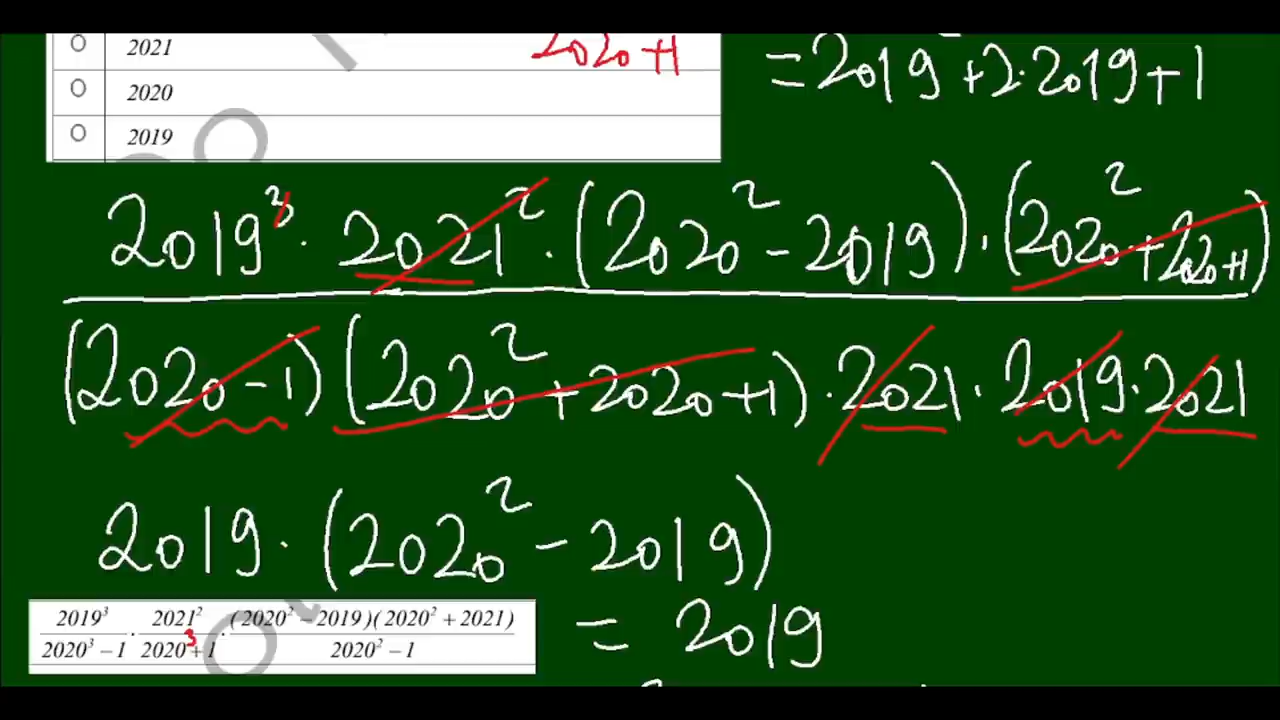 2021
2020+1
=2019+2·2019+1
2020
2019
2019³ · 2021² · (2020² - 2019) · (2020² + 2020+1)
(2020-1) (2020² + 2020+1) · 2021 · 2019 · 2021
2019 · (2020² - 2019)
2019³ / 2020³ – 1 · 2021² / 2020³ + 1 · (2020² – 2019)(2020² + 2021) / 2020² – 1
= 2019